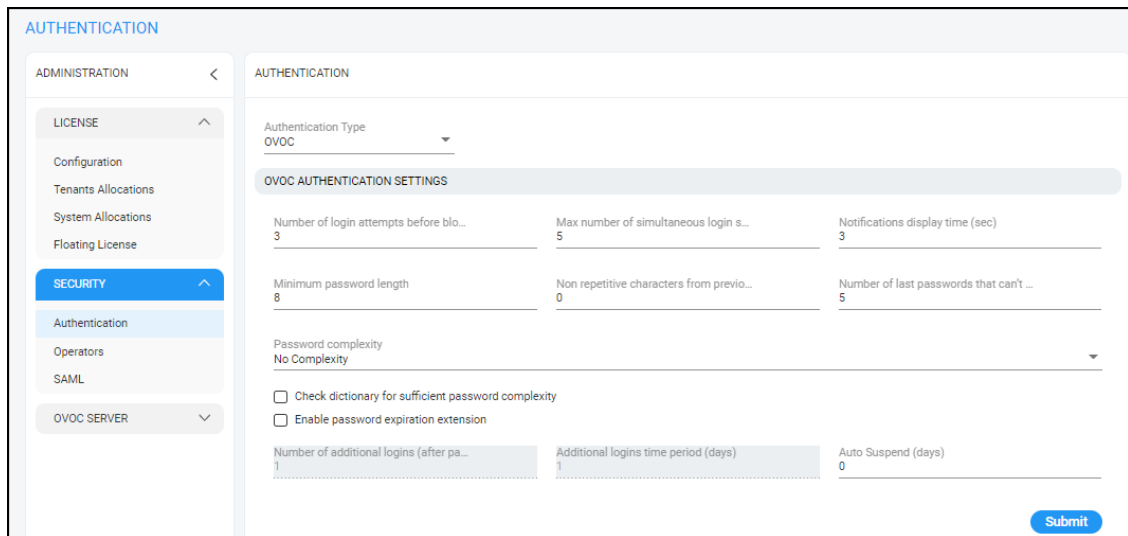 AUTHENTICATION
ADMINISTRATION
LICENSE
Configuration
Tenants Allocations
System Allocations
Floating License
SECURITY
Authentication
Operators
SAML
OVOC SERVER
AUTHENTICATION
Authentication Type
OVOC
OVOC AUTHENTICATION SETTINGS
Number of login attempts before blo...
3
Max number of simultaneous login s...
5
Notifications display time (sec)
3
Minimum password length
8
Non repetitive characters from previo...
0
Number of last passwords that can't ...
5
Password complexity
No Complexity
Check dictionary for sufficient password complexity
Enable password expiration extension
Number of additional logins (after pa...
1
Additional logins time period (days)
1
Auto Suspend (days)
0
Submit